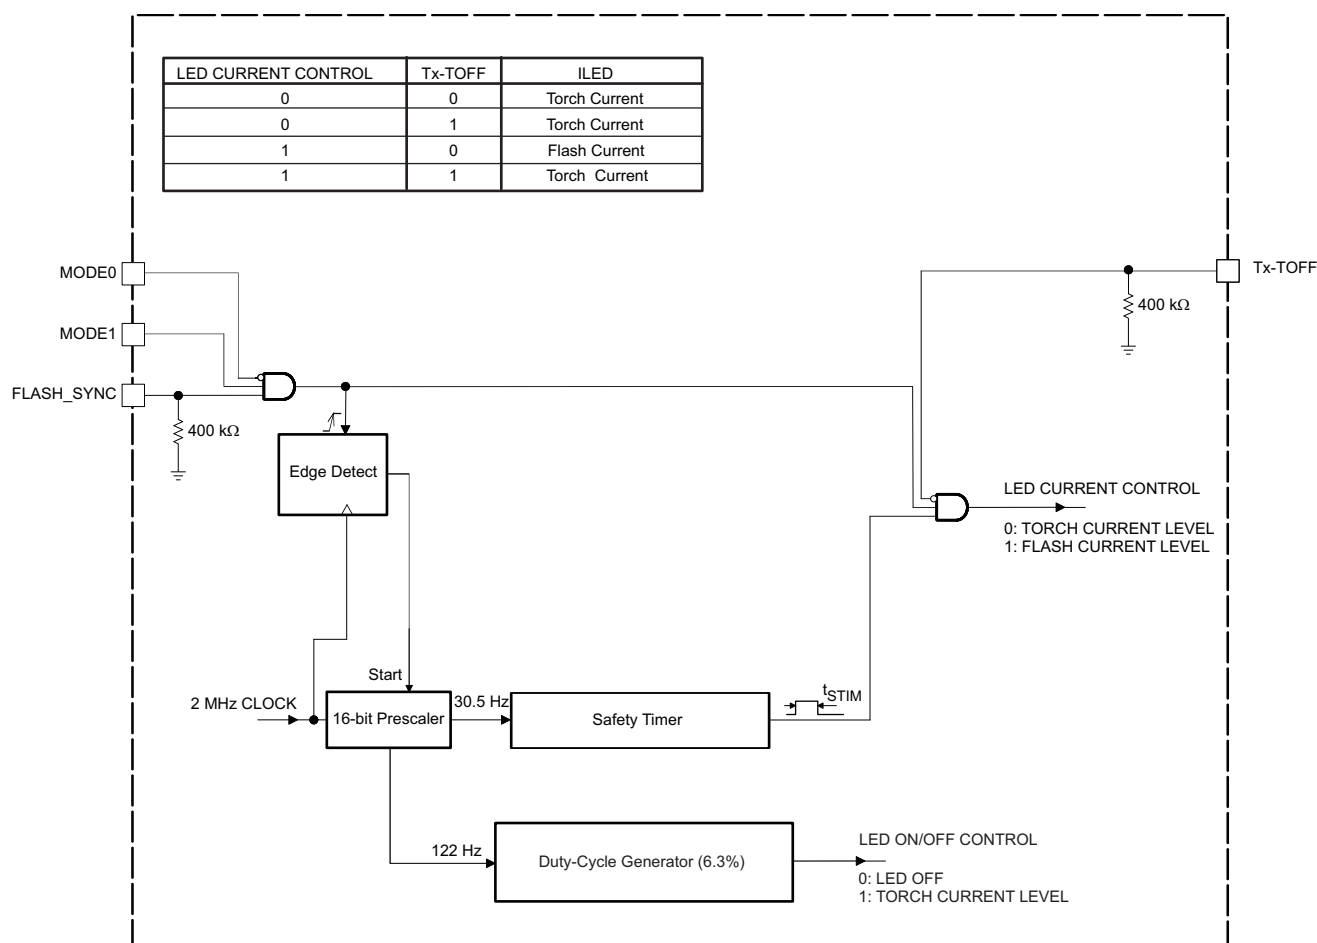 LED CURRENT CONTROL Tx-TOFF ILED
0 0 Torch Current
0 1 Torch Current
1 0 Flash Current
1 1 Torch Current
MODE0
Tx-TOFF
400 kΩ
MODE1
FLASH_SYNC
400 kΩ
Edge Detect
LED CURRENT CONTROL
0: TORCH CURRENT LEVEL
1: FLASH CURRENT LEVEL
Start
2 MHz CLOCK
16-bit Prescaler
30.5 Hz
Safety Timer
tSTIM
122 Hz
Duty-Cycle Generator (6.3%)
LED ON/OFF CONTROL
0: LED OFF
1: TORCH CURRENT LEVEL